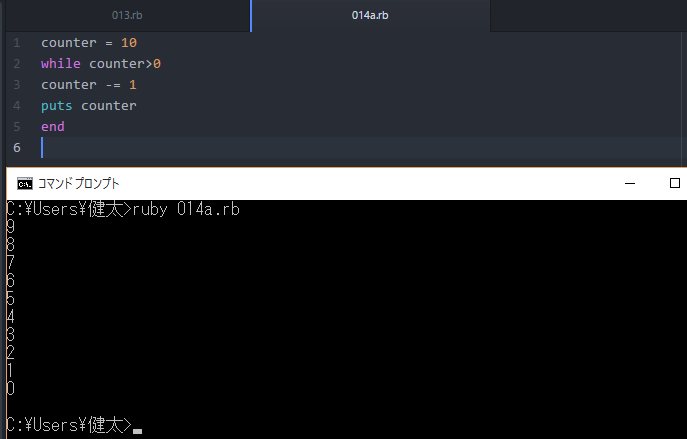 013.rb
014a.rb
1 counter = 10
2 while counter>0
3 counter -= 1
4 puts counter
5 end
6
コマンドプロンプト
C:¥Users¥健太>ruby 014a.rb
9
8
7
6
5
4
3
2
1
0
C:¥Users¥健太>